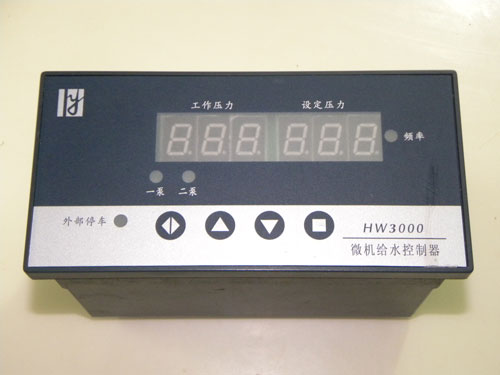 工作压力 设定压力
频率
一泵 二泵
外部停车
HW3000
微机给水控制器